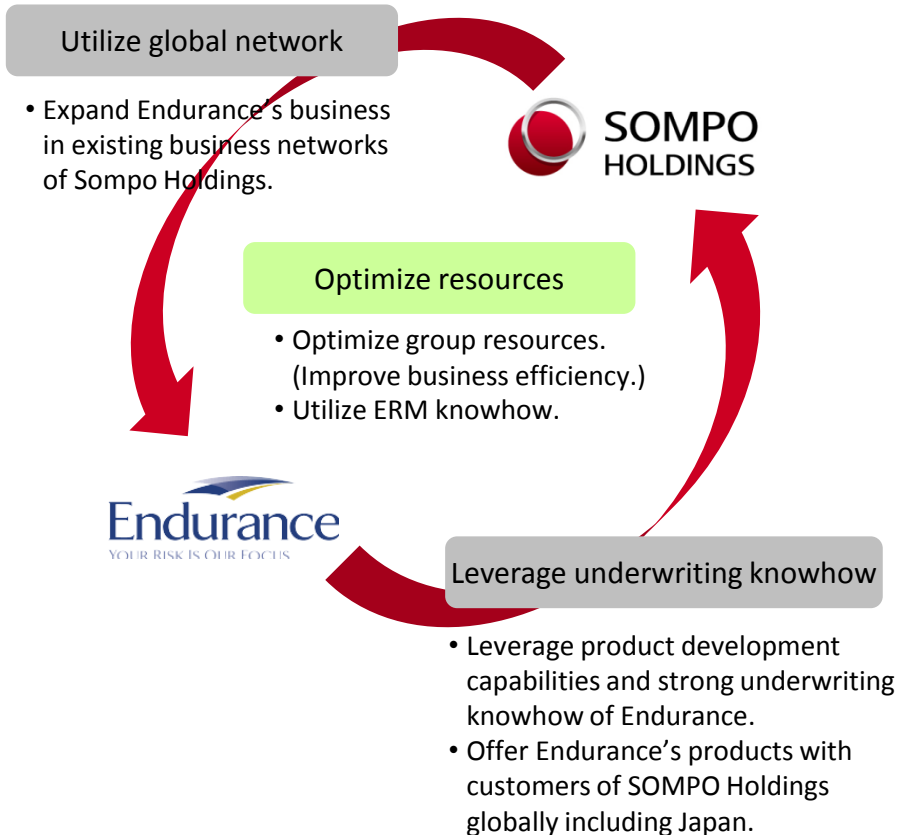 Utilize global network
• Expand Endurance's business
in existing business networks
of Sompo Holdings.
SOMPO
HOLDINGS
Optimize resources
• Optimize group resources.
(Improve business efficiency.)
• Utilize ERM knowhow.
Endurance
YOUR RISK IS OUR FOCUS
Leverage underwriting knowhow
• Leverage product development
capabilities and strong underwriting
knowhow of Endurance.
• Offer Endurance's products with
customers of SOMPO Holdings
globally including Japan.